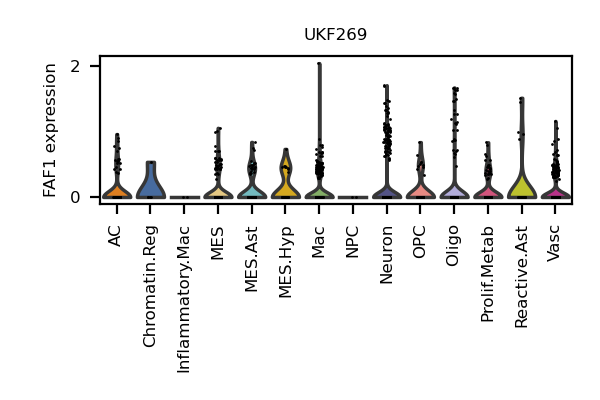 UKF269
FAF1 expression
2
0
AC
Chromatin.Reg
Inflammatory.Mac
MES
MES.Ast
MES.Hyp
Mac
NPC
Neuron
OPC
Oligo
Prolif.Metab
Reactive.Ast
Vasc